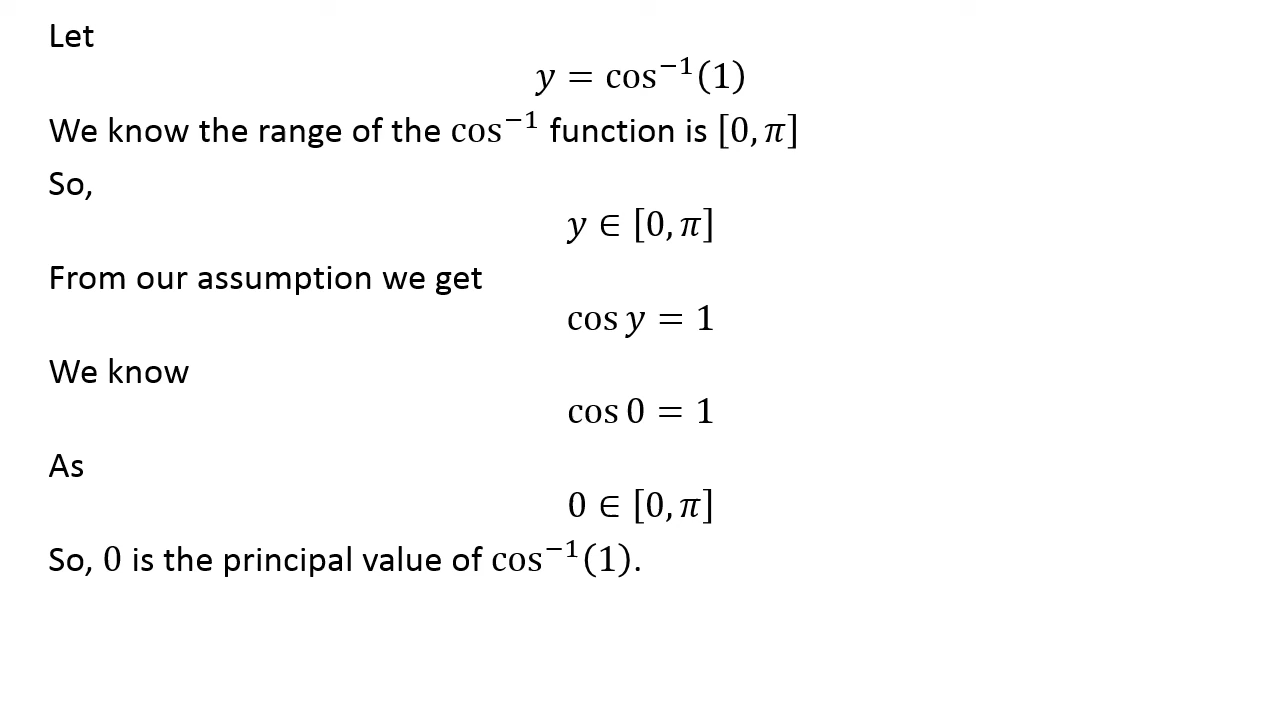 Let
y = cos⁻¹(1)
We know the range of the cos⁻¹ function is [0, π]
So,
y ∈ [0, π]
From our assumption we get
cos y = 1
We know
cos 0 = 1
As
0 ∈ [0, π]
So, 0 is the principal value of cos⁻¹(1).